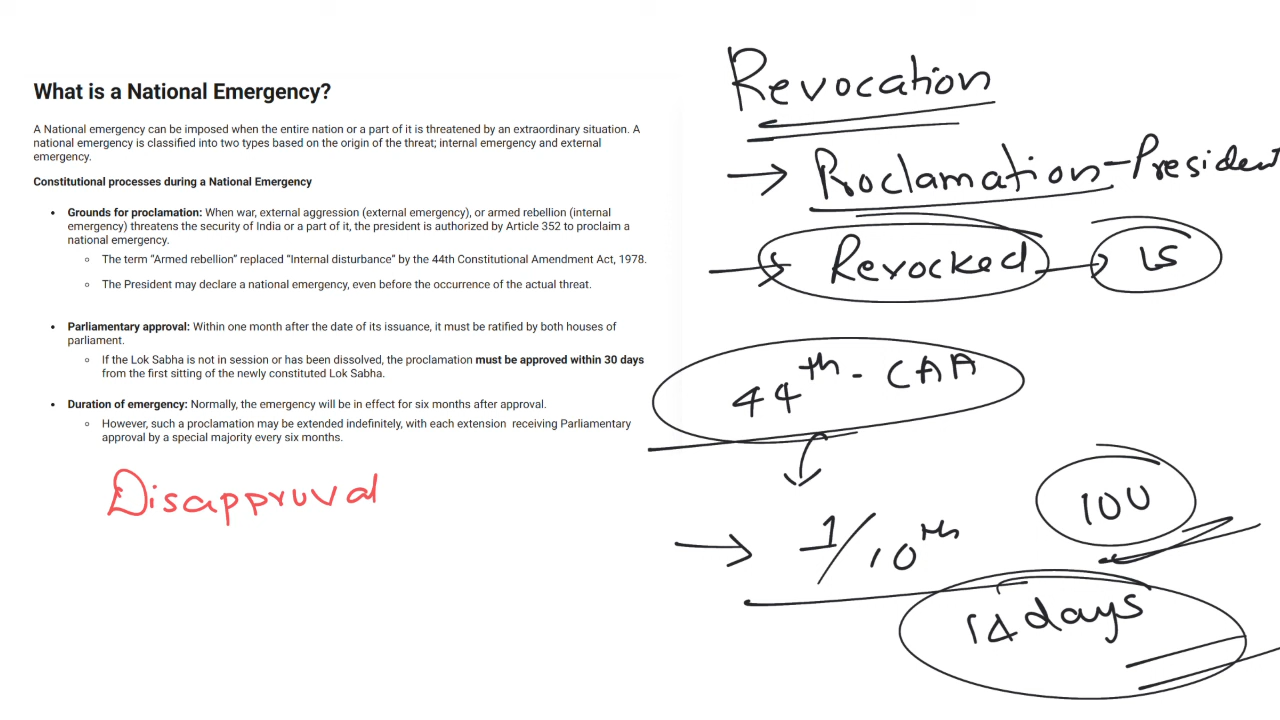 What is a National Emergency?
A National emergency can be imposed when the entire nation or a part of it is threatened by an extraordinary situation. A
national emergency is classified into two types based on the origin of the threat; internal emergency and external
emergency.
Constitutional processes during a National Emergency
• Grounds for proclamation: When war, external aggression (external emergency), or armed rebellion (internal
emergency) threatens the security of India or a part of it, the president is authorized by Article 352 to proclaim a
national emergency.
◦ The term "Armed rebellion" replaced "Internal disturbance" by the 44th Constitutional Amendment Act, 1978.
◦ The President may declare a national emergency, even before the occurrence of the actual threat.
• Parliamentary approval: Within one month after the date of its issuance, it must be ratified by both houses of
parliament.
◦ If the Lok Sabha is not in session or has been dissolved, the proclamation must be approved within 30 days
from the first sitting of the newly constituted Lok Sabha.
• Duration of emergency: Normally, the emergency will be in effect for six months after approval.
◦ However, such a proclamation may be extended indefinitely, with each extension receiving Parliamentary
approval by a special majority every six months.
Disapproval
Revocation
→ Proclamation - President
→ Revocked → LS
44th - CAA
→ 1/10th
100
14 days